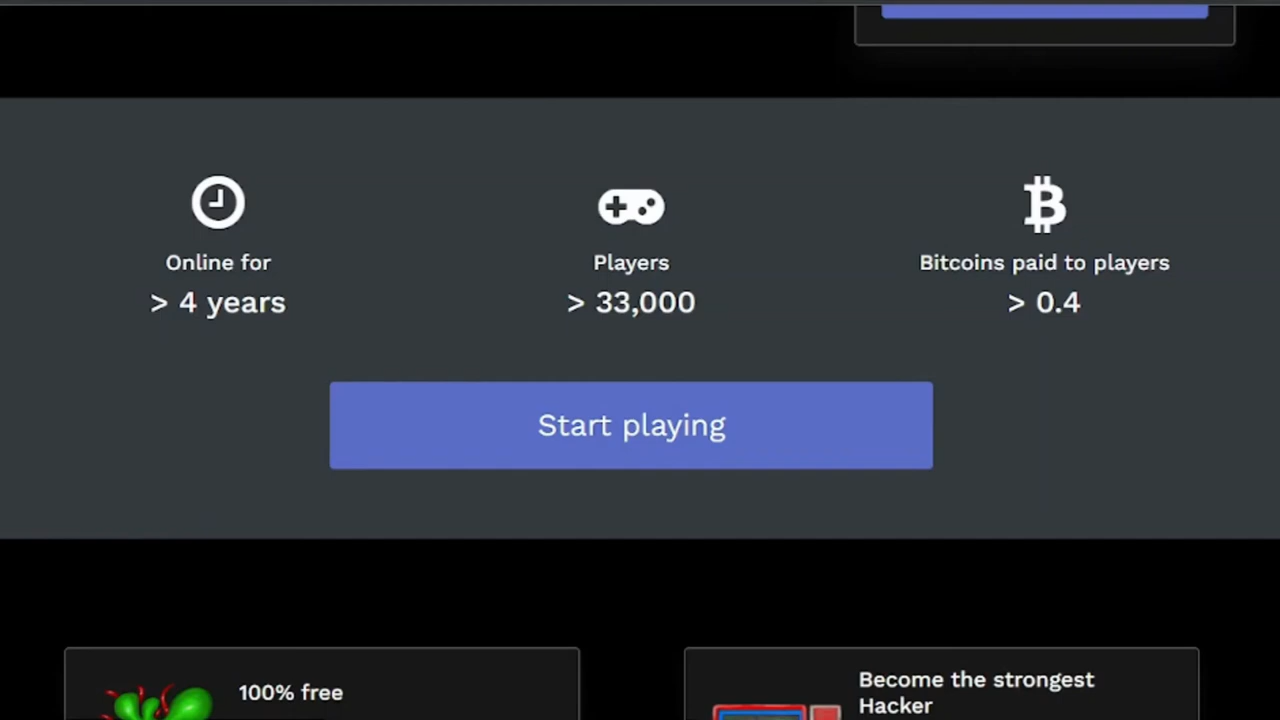 Online for
> 4 years
Players
> 33,000
Bitcoins paid to players
> 0.4
Start playing
100% free
Become the strongest
Hacker